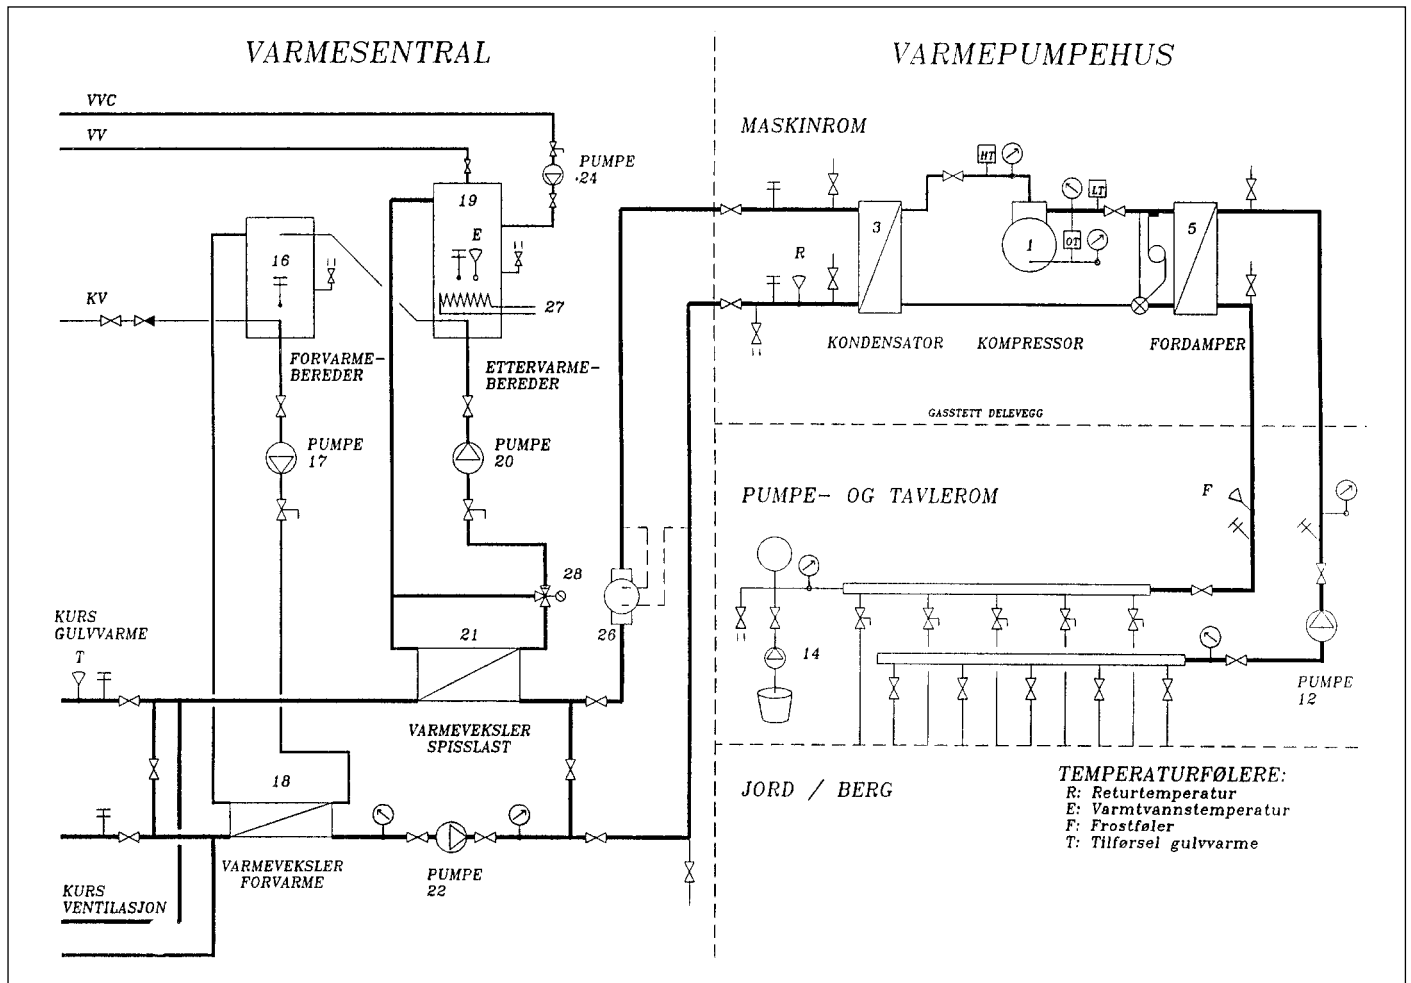 VARMESENTRAL
VARMEPUMPEHUS
VVC
VV
PUMPE
24
19
E
27
16
KV
FORVARME-
BEREDER
ETTERVARME-
BEREDER
PUMPE
17
PUMPE
20
28
26
KURS
GULVVARME
T
21
VARMEVEKSLER
SPISSLAST
18
VARMEVEKSLER
FORVARME
PUMPE
22
KURS
VENTILASJON
MASKINROM
HT
LT
OT
R
3
1
5
KONDENSATOR
KOMPRESSOR
FORDAMPER
GASSTETT DELEVEGG
PUMPE- OG TAVLEROM
F
14
PUMPE
12
JORD / BERG
TEMPERATURFØLERE:
R: Returtemperatur
E: Varmtvannstemperatur
F: Frostføler
T: Tilførsel gulvvarme